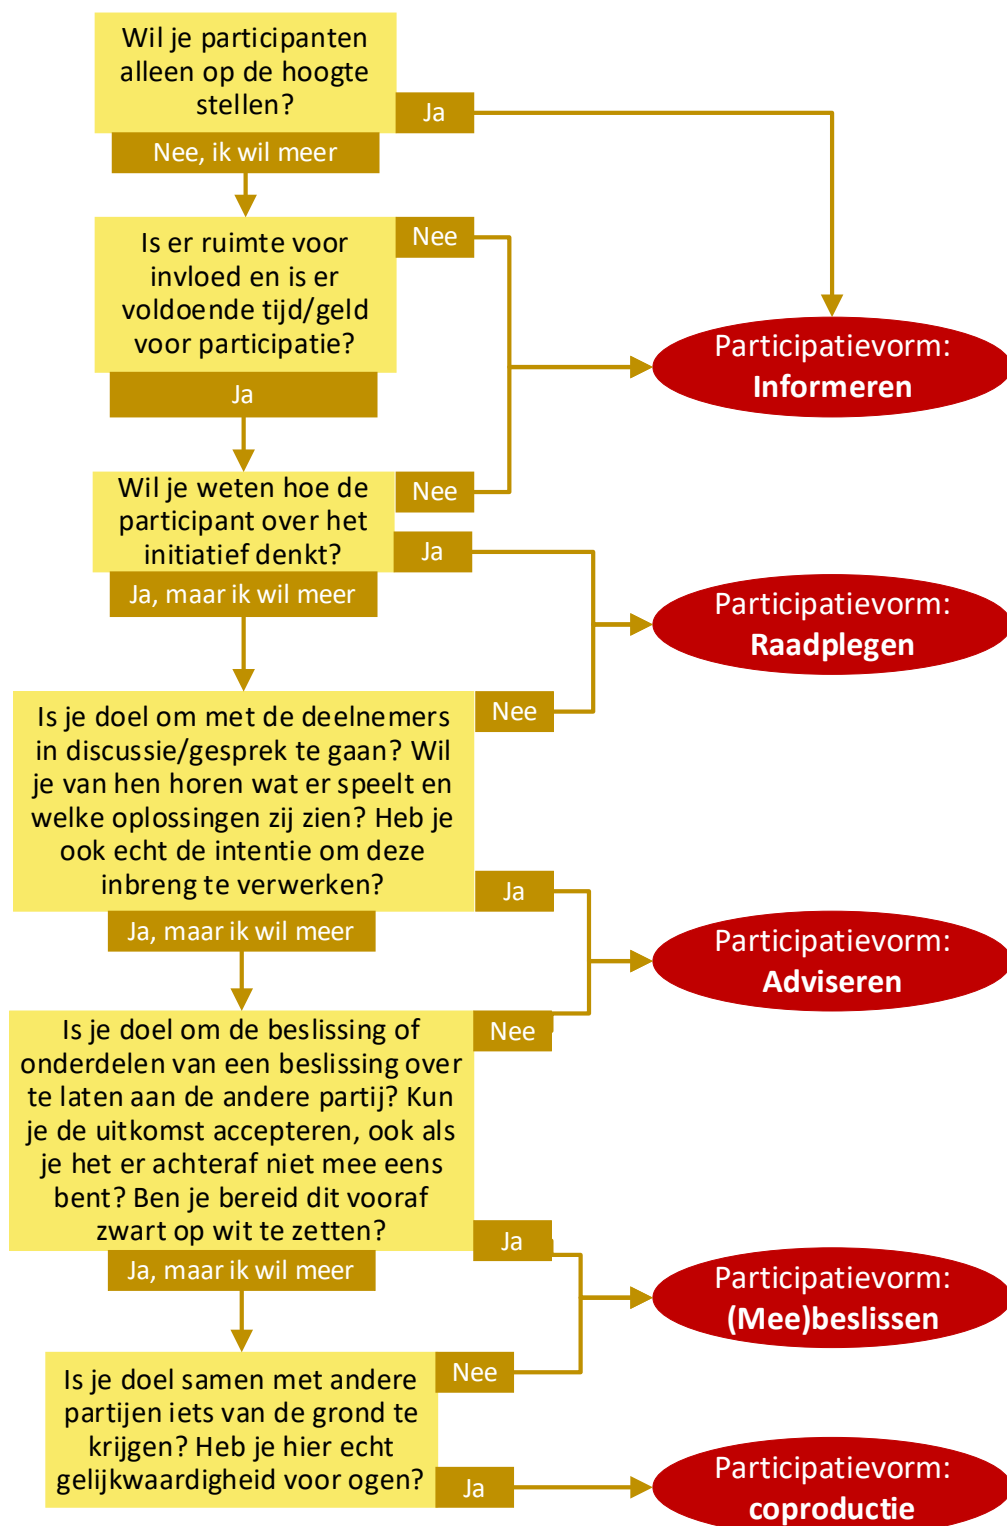 Wil je participanten
alleen op de hoogte
stellen?
Ja
Nee, ik wil meer
Is er ruimte voor
invloed en is er
voldoende tijd/geld
voor participatie?
Nee
Ja
Participatievorm:
Informeren
Wil je weten hoe de
participant over het
initiatief denkt?
Nee
Ja
Ja, maar ik wil meer
Participatievorm:
Raadplegen
Is je doel om met de deelnemers
in discussie/gesprek te gaan? Wil
je van hen horen wat er speelt en
welke oplossingen zij zien? Heb je
ook echt de intentie om deze
inbreng te verwerken?
Nee
Ja
Ja, maar ik wil meer
Participatievorm:
Adviseren
Is je doel om de beslissing of
onderdelen van een beslissing over
te laten aan de andere partij? Kun
je de uitkomst accepteren, ook als
je het er achteraf niet mee eens
bent? Ben je bereid dit vooraf
zwart op wit te zetten?
Nee
Ja
Ja, maar ik wil meer
Participatievorm:
(Mee)beslissen
Is je doel samen met andere
partijen iets van de grond te
krijgen? Heb je hier echt
gelijkwaardigheid voor ogen?
Nee
Ja
Participatievorm:
coproductie